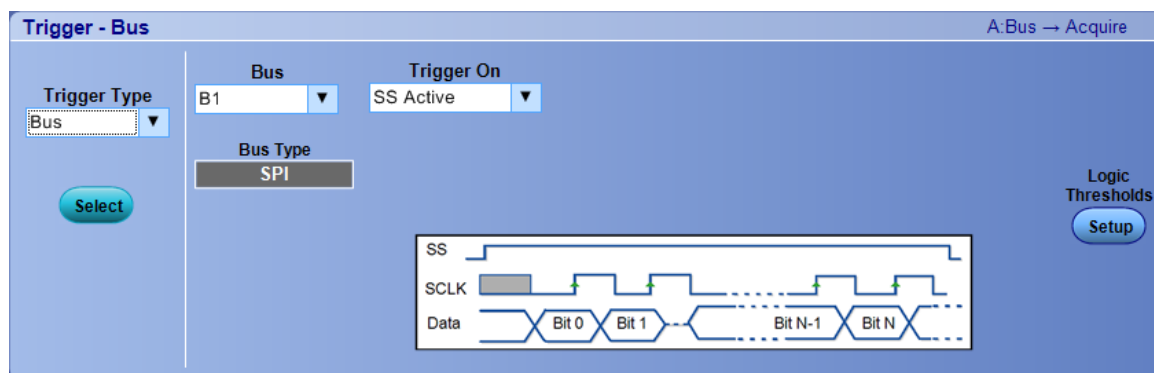 Trigger - Bus
A:Bus → Acquire
Trigger Type
Bus
Select
Bus
B1
Trigger On
SS Active
Bus Type
SPI
Logic
Thresholds
Setup
SS
SCLK
Data Bit 0 Bit 1 Bit N-1 Bit N